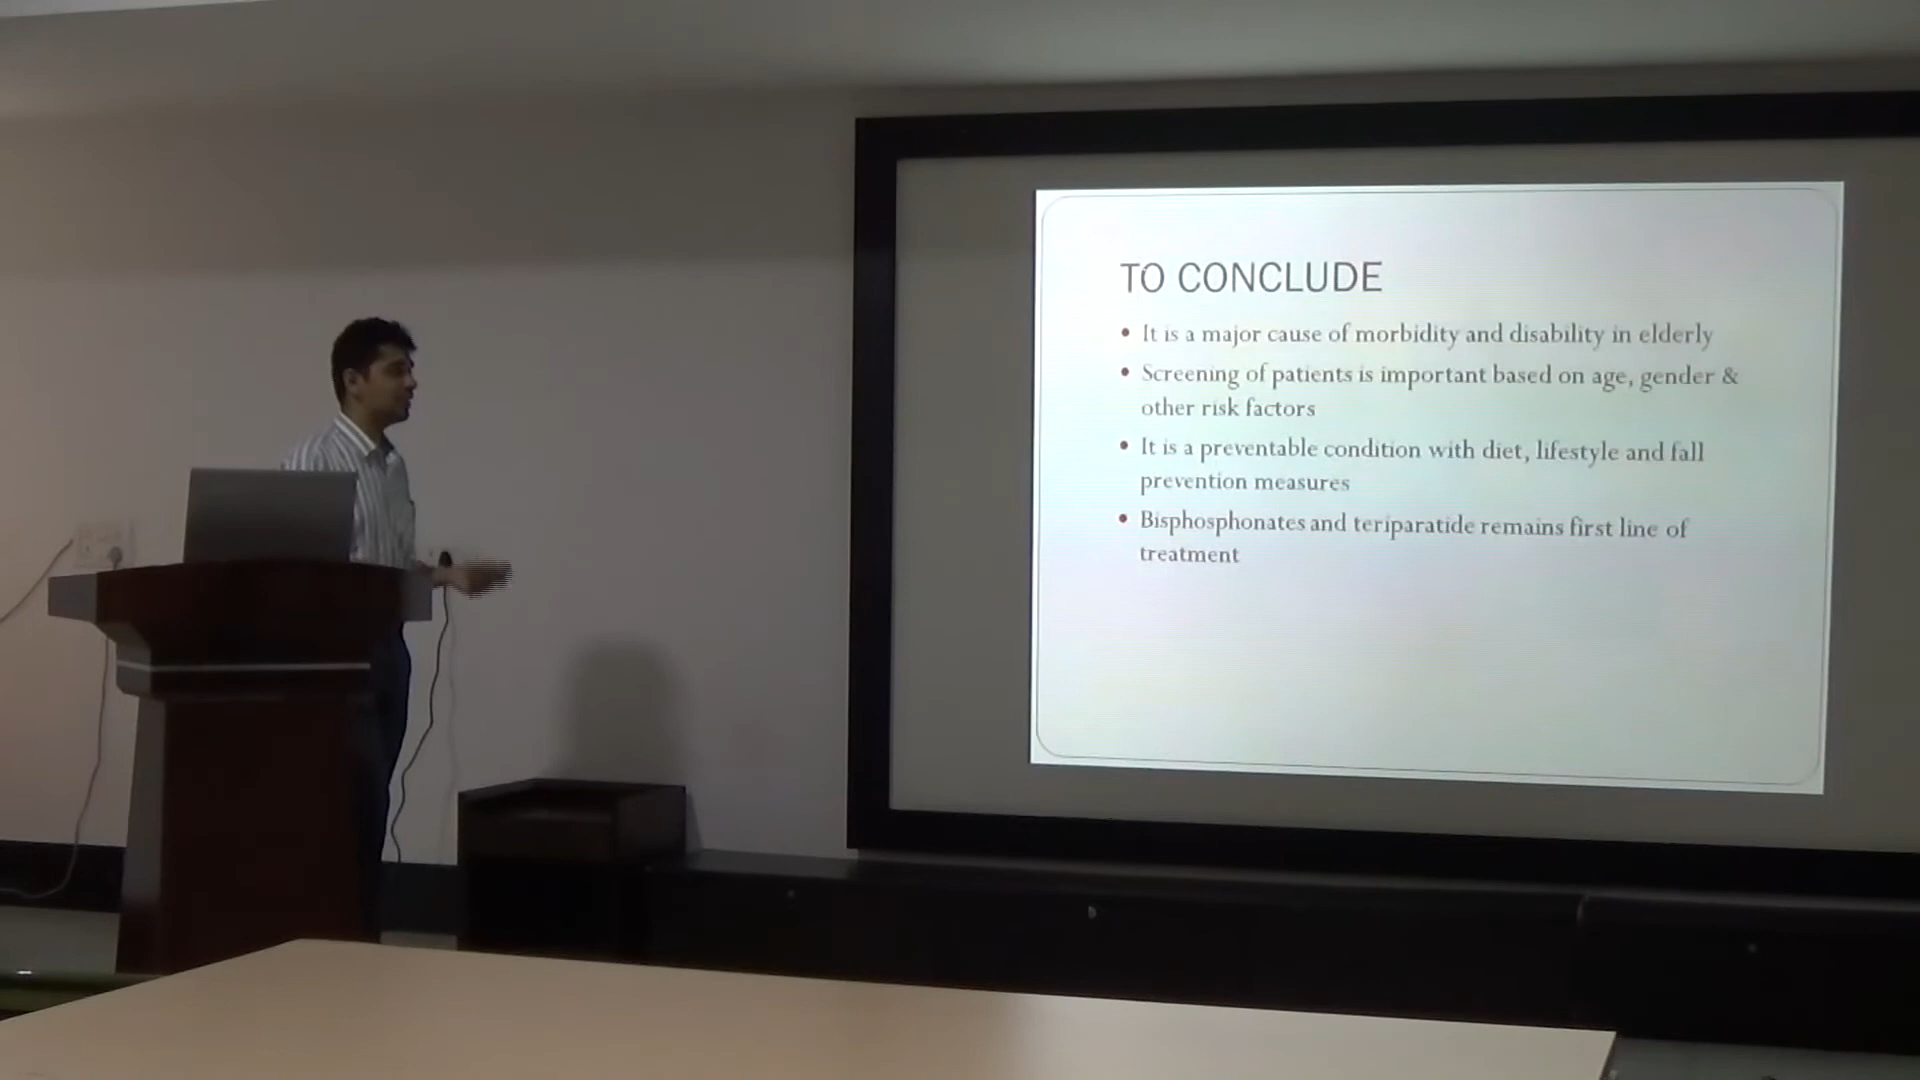 TO CONCLUDE
• It is a major cause of morbidity and disability in elderly
• Screening of patients is important based on age, gender &
other risk factors
• It is a preventable condition with diet, lifestyle and fall
prevention measures
• Bisphosphonates and teriparatide remains first line of
treatment